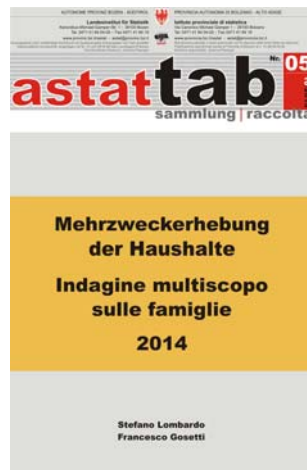 AUTONOME PROVINZ BOZEN - SÜDTIROL
PROVINCIA AUTONOMA DI BOLZANO - ALTO ADIGE
Landesinstitut für Statistik
Istituto provinciale di statistica
astattab
Nr. 05
sammlung | raccolta
Mehrzweckerhebung
der Haushalte
Indagine multiscopo
sulle famiglie
2014
Stefano Lombardo
Francesco Gosetti